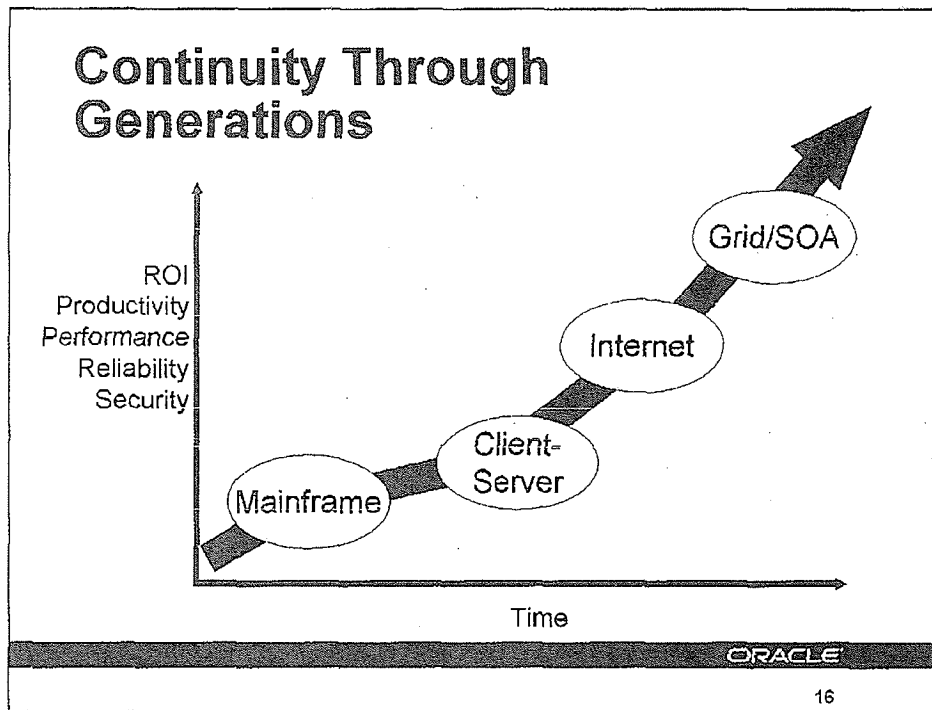 Continuity Through
Generations
ROI
Productivity
Performance
Reliability
Security
Grid/SOA
Internet
Client-
Server
Mainframe
Time
ORACLE
16